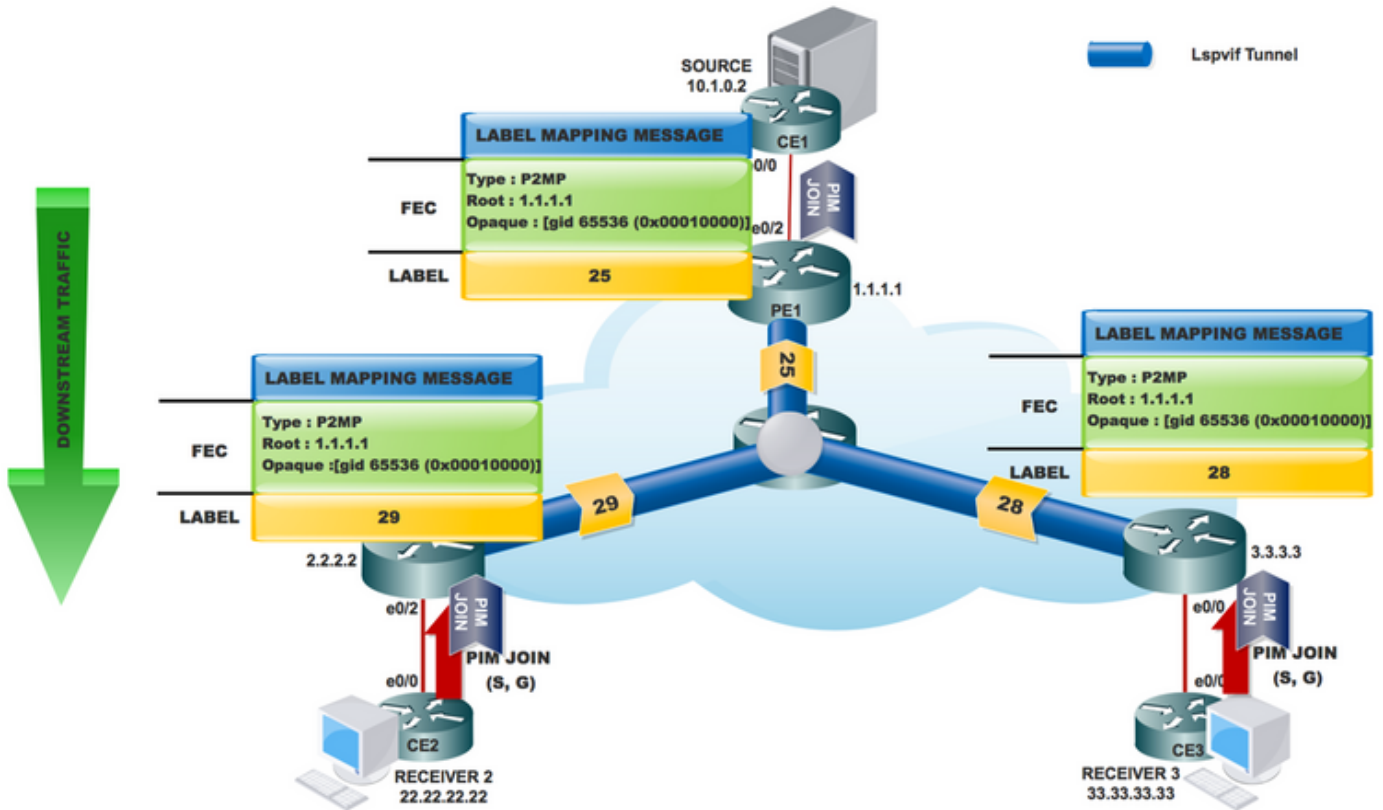 Lspvif Tunnel
SOURCE
10.1.0.2
CE1
LABEL MAPPING MESSAGE
0/0
FEC
Type : P2MP
Root : 1.1.1.1
Opaque : [gid 65536 (0x00010000)]
PIM JOIN
e0/2
LABEL
25
PE1
1.1.1.1
DOWNSTREAM TRAFFIC
25
LABEL MAPPING MESSAGE
FEC
Type : P2MP
Root : 1.1.1.1
Opaque :[gid 65536 (0x00010000)]
LABEL
29
29
LABEL MAPPING MESSAGE
FEC
Type : P2MP
Root : 1.1.1.1
Opaque : [gid 65536 (0x00010000)]
LABEL
28
28
2.2.2.2
3.3.3.3
e0/2
PIM JOIN
PIM JOIN
(S, G)
e0/0
CE2
RECEIVER 2
22.22.22.22
e0/0
PIM JOIN
PIM JOIN
(S, G)
e0/0
CE3
RECEIVER 3
33.33.33.33